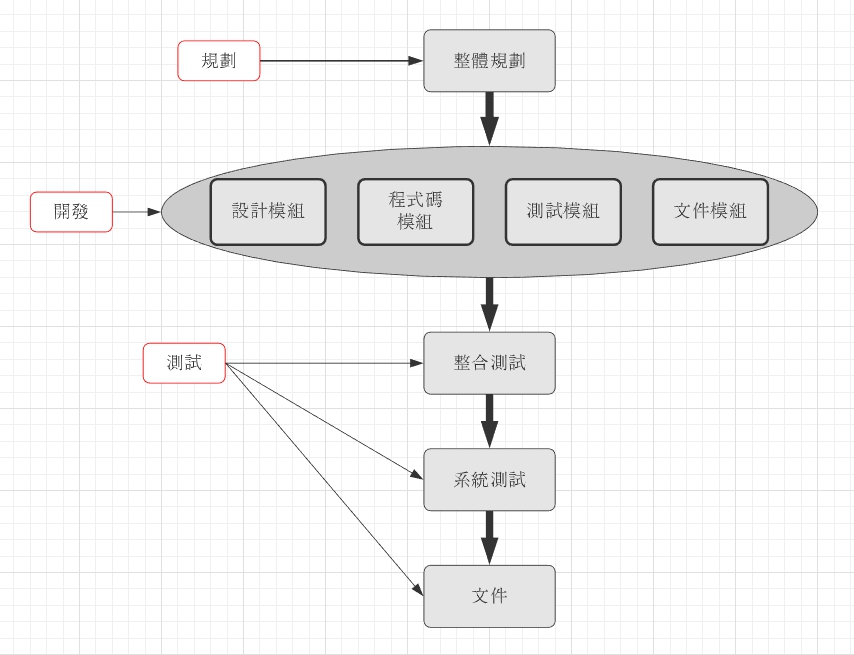 規劃
整體規劃
開發
設計模組
程式碼
模組
測試模組
文件模組
測試
整合測試
系統測試
文件